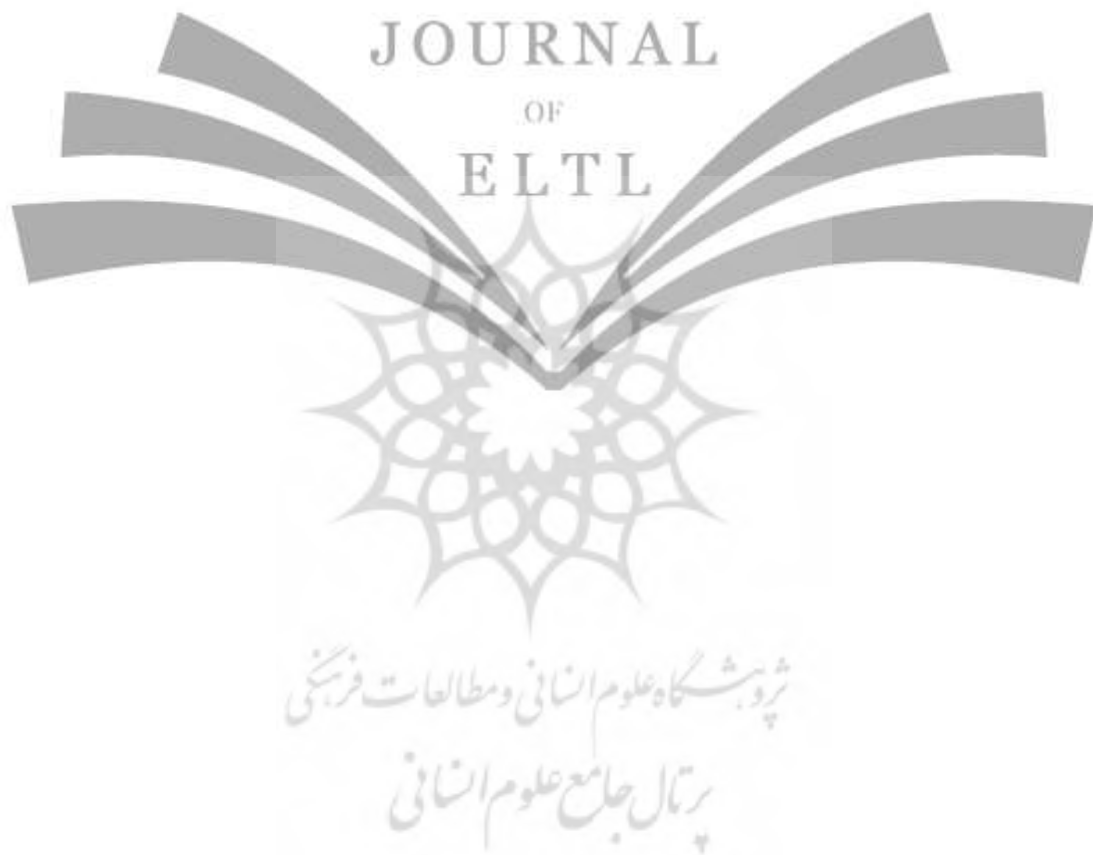 JOURNAL
OF
ELTL
پژوهشگاه علوم انسانی و مطالعات فرهنگی
پرتال جامع علوم انسانی